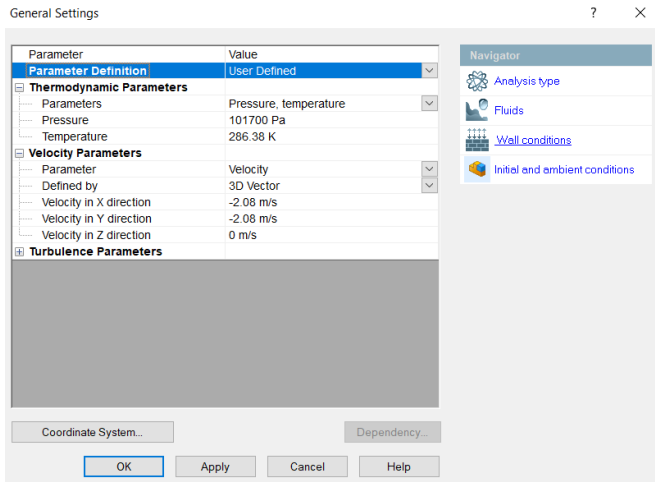 General Settings
? ×
Parameter Value
Parameter Definition User Defined
Thermodynamic Parameters
Parameters Pressure, temperature
Pressure 101700 Pa
Temperature 286.38 K
Velocity Parameters
Parameter Velocity
Defined by 3D Vector
Velocity in X direction -2.08 m/s
Velocity in Y direction -2.08 m/s
Velocity in Z direction 0 m/s
Turbulence Parameters
Navigator
Analysis type
Fluids
Wall conditions
Initial and ambient conditions
Coordinate System...
Dependency...
OK
Apply
Cancel
Help